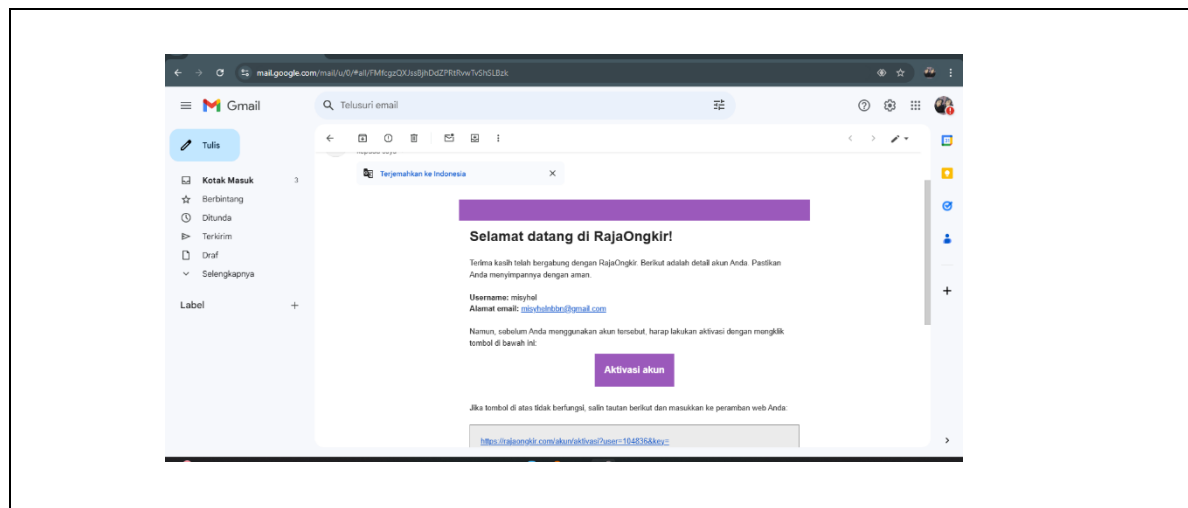 mail.google.com/mail/u/0/#all/FMfcgzQXJssBjhDdZPRtRvwTvShSLBzk
Gmail
Telusuri email
Tulis
Kotak Masuk 3
Berbintang
Ditunda
Terkirim
Draf
Selengkapnya
Label
Terjemahkan ke Indonesia
Selamat datang di RajaOngkir!
Terima kasih telah bergabung dengan RajaOngkir. Berikut adalah detail akun Anda. Pastikan
Anda menyimpannya dengan aman.
Username: misyhel
Alamat email: misyhelnbbn@gmail.com
Namun, sebelum Anda menggunakan akun tersebut, harap lakukan aktivasi dengan mengklik
tombol di bawah ini:
Aktivasi akun
Jika tombol di atas tidak berfungsi, salin tautan berikut dan masukkan ke peramban web Anda:
https://rajaongkir.com/akun/aktivasi?user=104836&key=